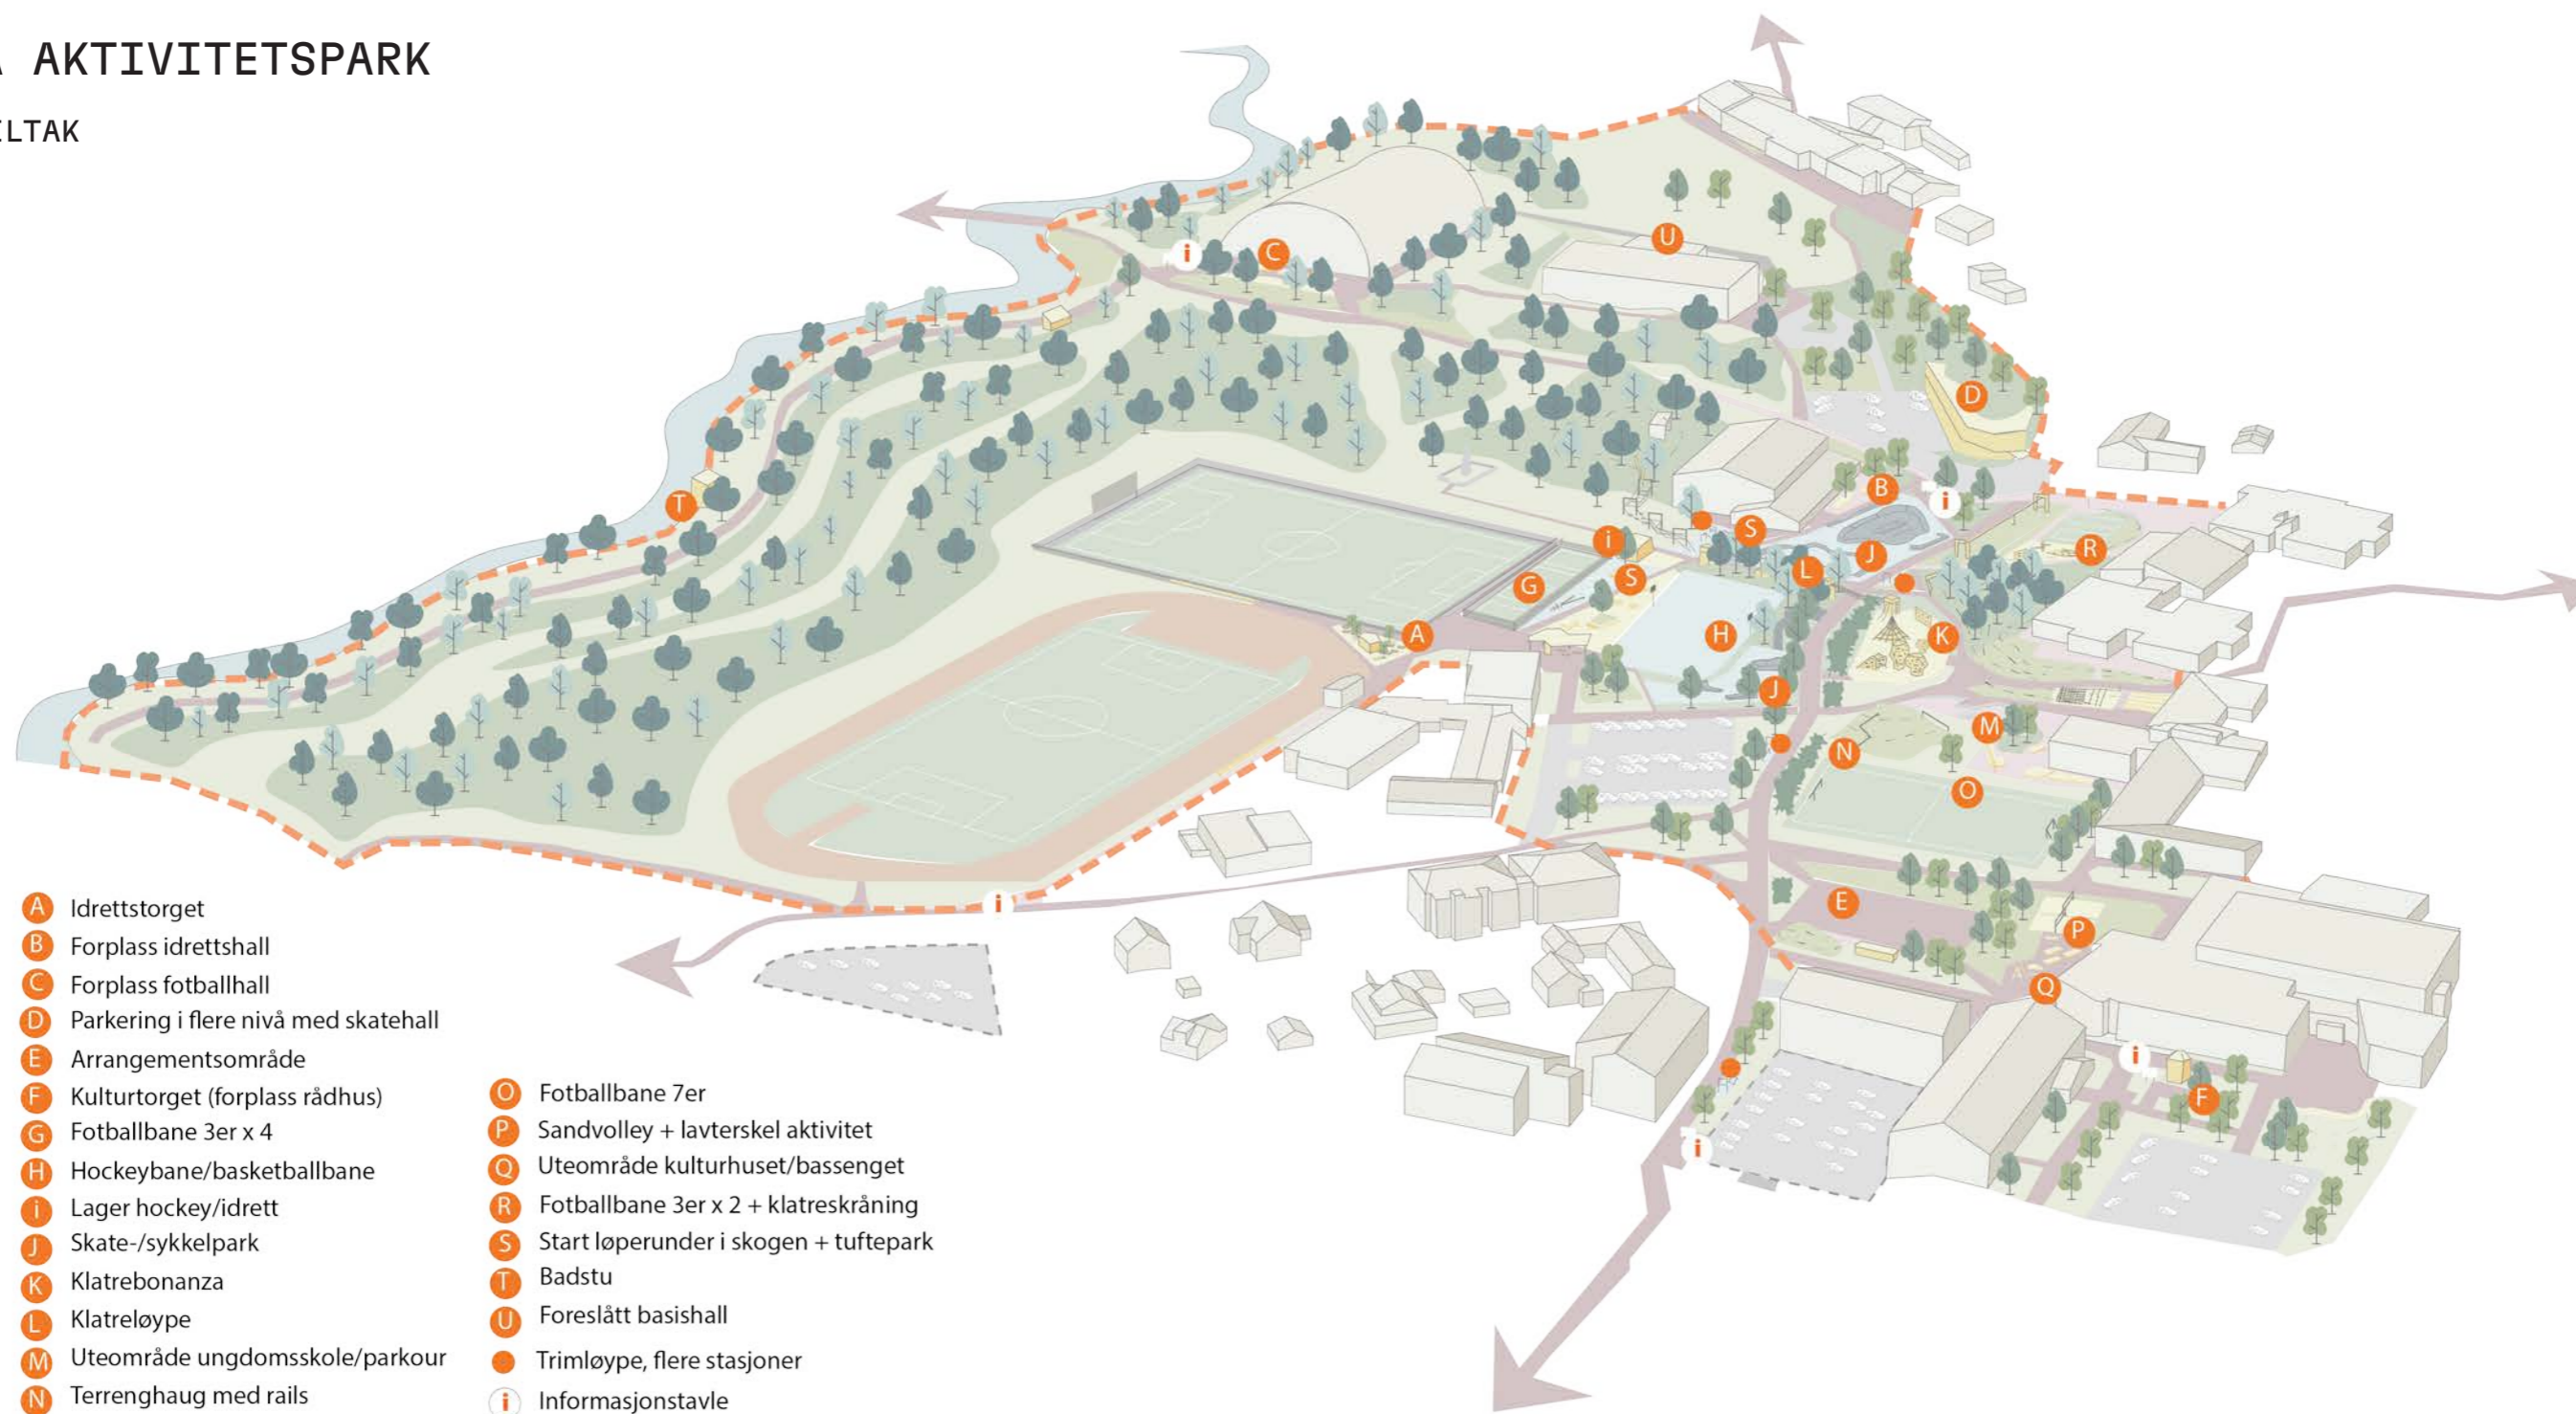 AKTIVITETSPARK
A Idrettstorget
B Forplass idrettshall
C Forplass fotballhall
D Parkering i flere nivå med skatehall
E Arrangementsområde
F Kulturtorget (forplass rådhus)
G Fotballbane 3er x 4
H Hockeybane/basketballbane
i Lager hockey/idrett
J Skate-/sykkelpark
K Klatrebonanza
L Klatreløype
M Uteområde ungdomsskole/parkour
N Terrenghaug med rails
O Fotballbane 7er
P Sandvolley + lavterskel aktivitet
Q Uteområde kulturhuset/bassenget
R Fotballbane 3er x 2 + klatreskråning
S Start løperunder i skogen + tuftepark
T Badstu
U Foreslått basishall
Trimløype, flere stasjoner
i Informasjonstavle
i
C
U
D
B
i
T
i
S
J
R
G
S
L
A
H
K
J
N
M
O
i
E
P
Q
i
F
i